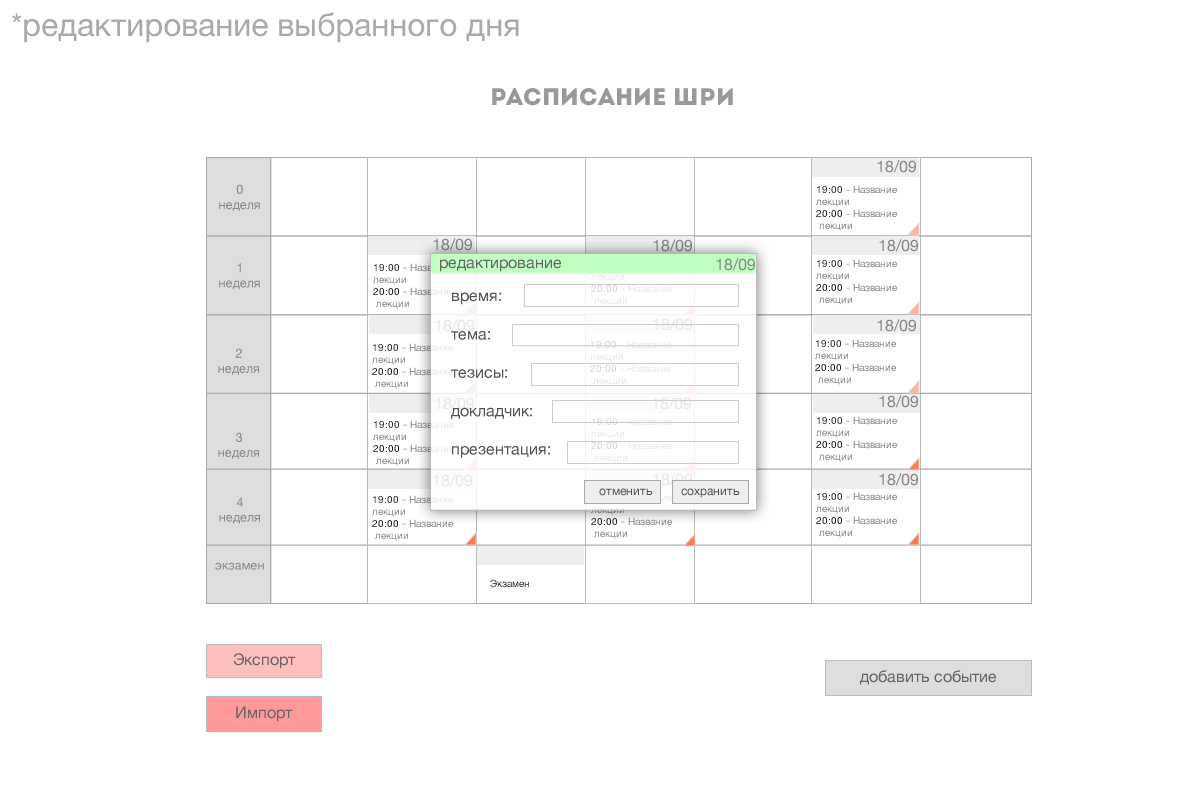 *редактирование выбранного дня
РАСПИСАНИЕ ШРИ
0
неделя
18/09
19:00 - Название
лекции
20:00 - Название
лекции
1
неделя
18/09
19:00 - Назв
лекции
20:00 - Назв
лекции
18/09
лекции
20:00 - Название
лекции
18/09
19:00 - Название
лекции
20:00 - Название
лекции
редактирование
18/09
время:
тема:
тезисы:
докладчик:
презентация:
отменить
сохранить
2
неделя
18/09
19:00 - Название
лекции
20:00 - Название
лекции
18/09
19:00 - Название
лекции
20:00 - Название
лекции
18/09
19:00 - Название
лекции
20:00 - Название
лекции
3
неделя
18/09
19:00 - Название
лекции
20:00 - Название
лекции
18/09
19:00 - Название
лекции
20:00 - Название
лекции
18/09
19:00 - Название
лекции
20:00 - Название
лекции
4
неделя
18/09
19:00 - Название
лекции
20:00 - Название
лекции
лекции
20:00 - Название
лекции
18/09
19:00 - Название
лекции
20:00 - Название
лекции
экзамен
Экзамен
Экспорт
Импорт
добавить событие